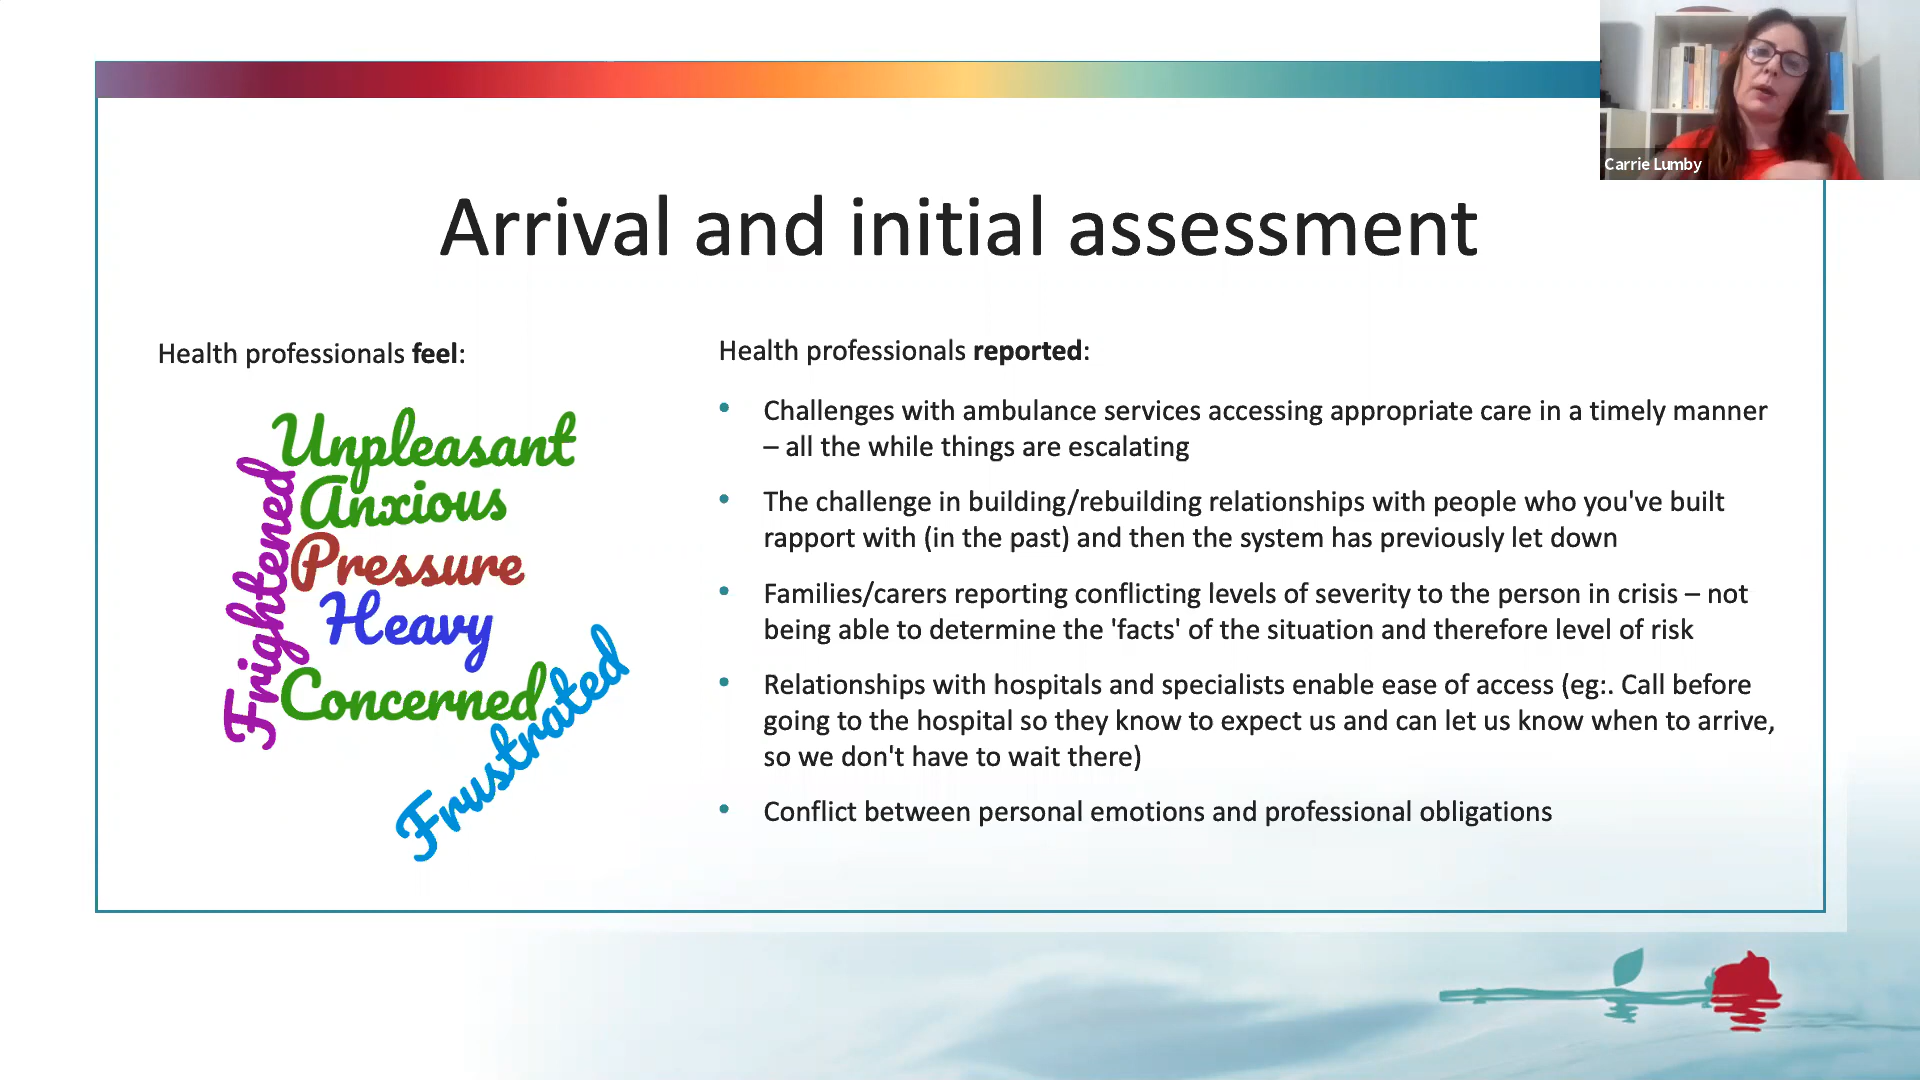 Carrie Lumby
Arrival and initial assessment
Health professionals feel:
Unpleasant
Anxious
Pressure
Heavy
Concerned
Frightened
Frustrated
Health professionals reported:
• Challenges with ambulance services accessing appropriate care in a timely manner
– all the while things are escalating
• The challenge in building/rebuilding relationships with people who you've built
rapport with (in the past) and then the system has previously let down
• Families/carers reporting conflicting levels of severity to the person in crisis – not
being able to determine the 'facts' of the situation and therefore level of risk
• Relationships with hospitals and specialists enable ease of access (eg:. Call before
going to the hospital so they know to expect us and can let us know when to arrive,
so we don't have to wait there)
• Conflict between personal emotions and professional obligations